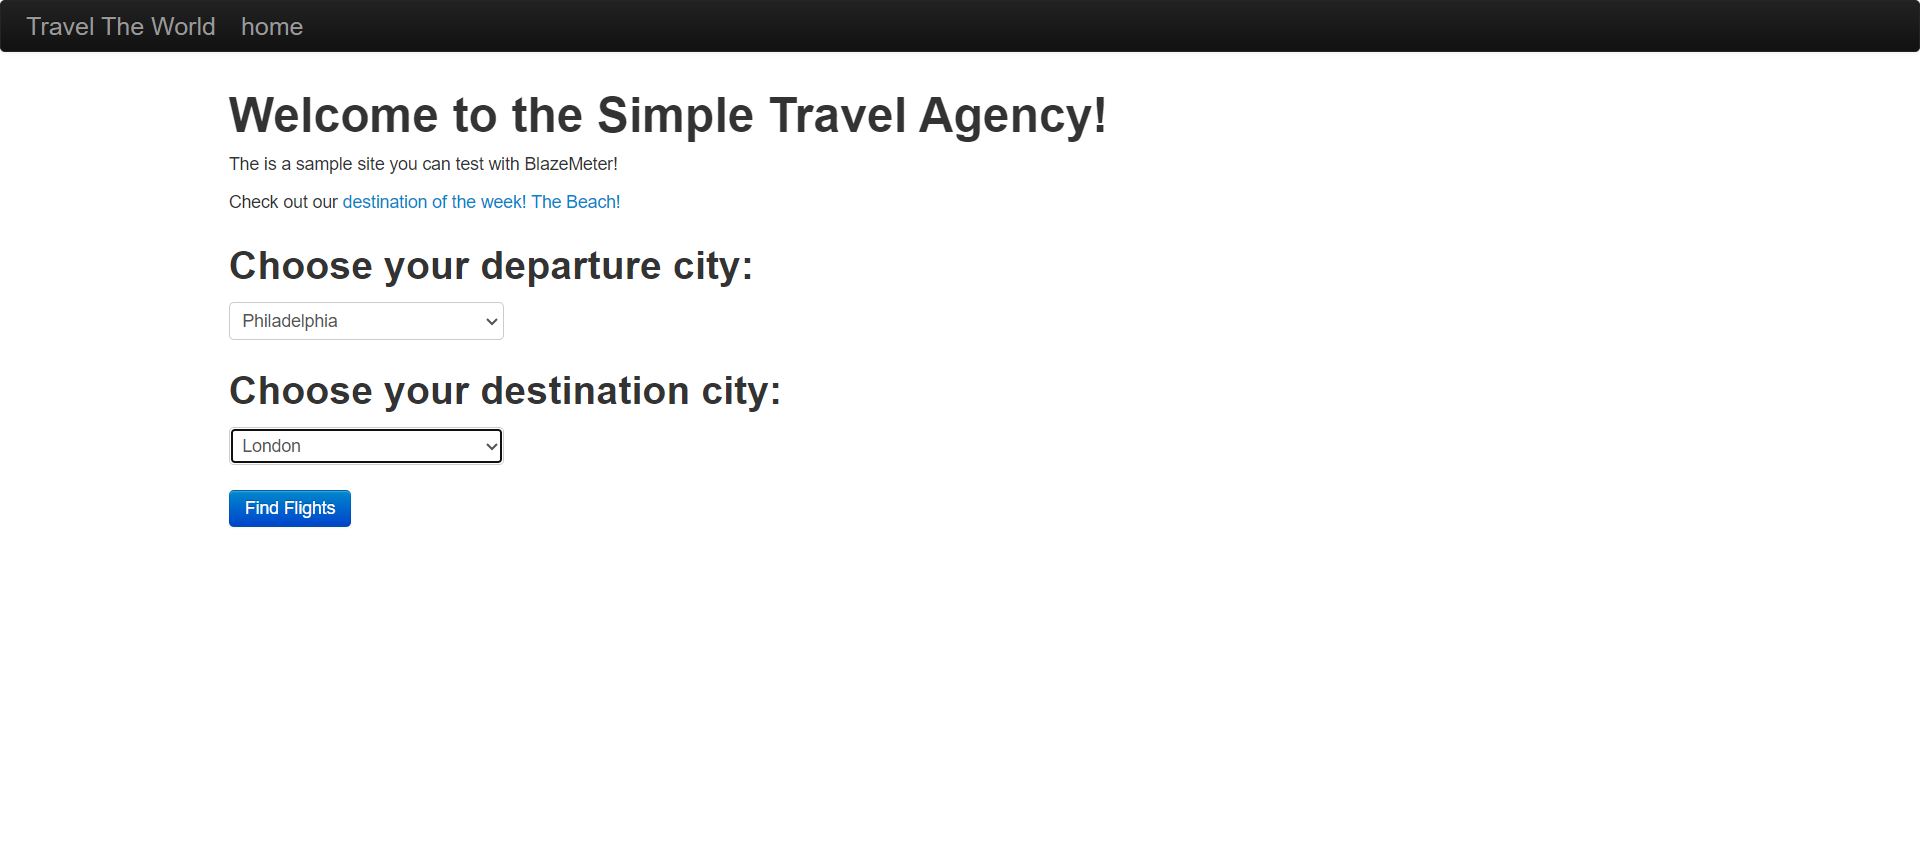 Travel The World home
Welcome to the Simple Travel Agency!
The is a sample site you can test with BlazeMeter!
Check out our destination of the week! The Beach!
Choose your departure city:
Philadelphia
Choose your destination city:
London
Find Flights